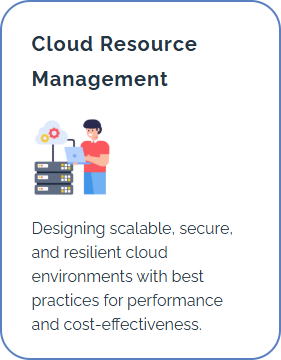 Cloud Resource
Management
Designing scalable, secure,
and resilient cloud
environments with best
practices for performance
and cost-effectiveness.